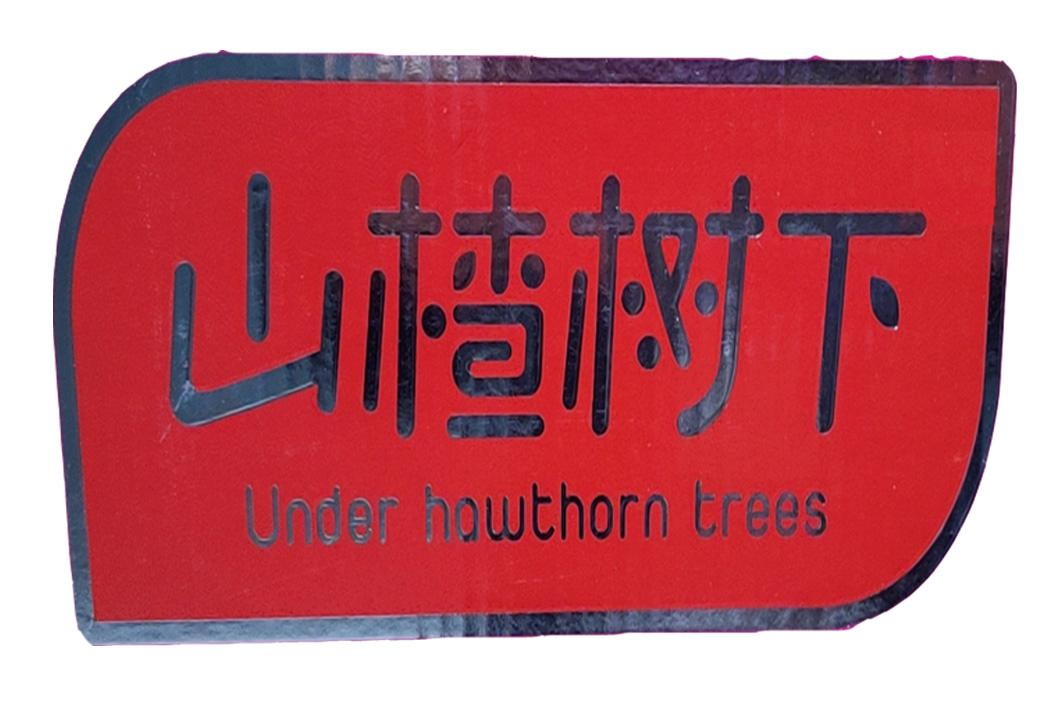 山楂树下
Under hawthorn trees